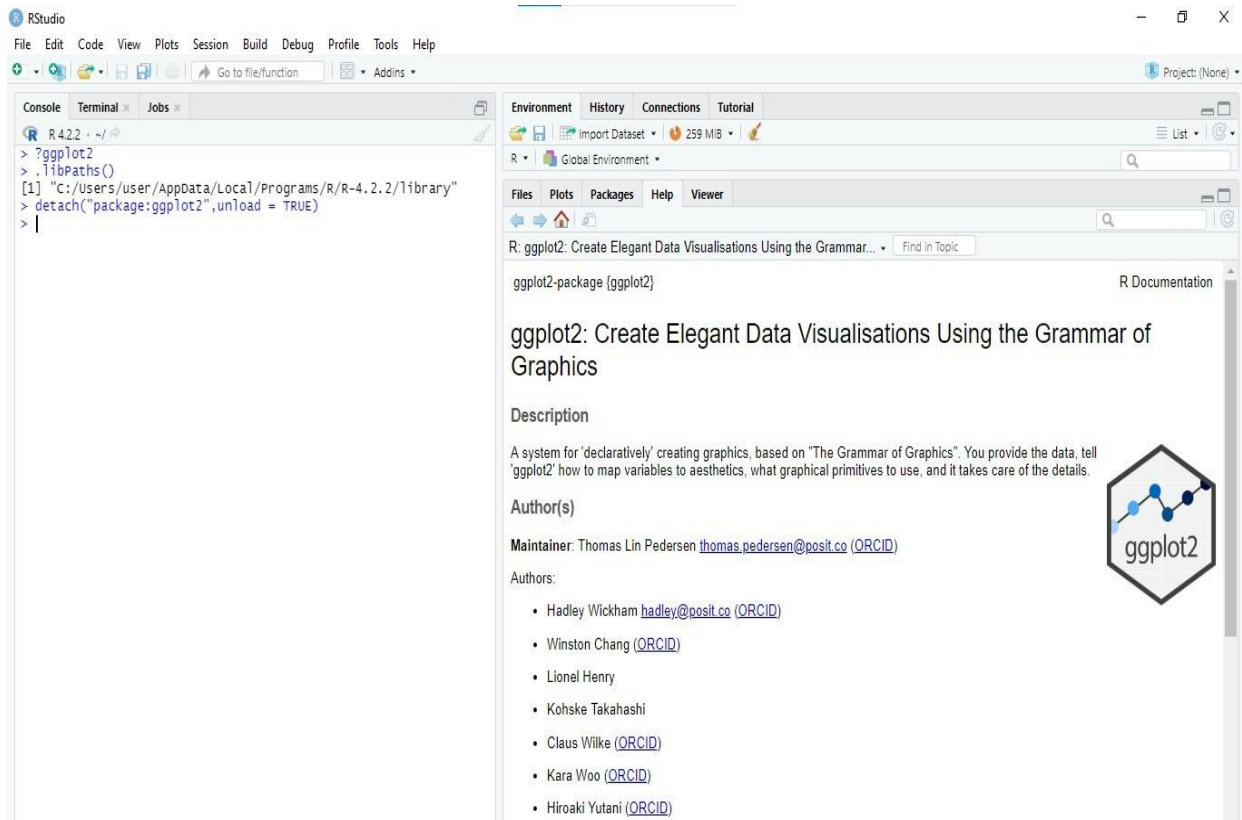 RStudio
File Edit Code View Plots Session Build Debug Profile Tools Help
Go to file/function Addins
Project: (None)
Console Terminal Jobs
R 4.2.2 · ~/
> ?ggplot2
> .libPaths()
[1] "C:/Users/user/AppData/Local/Programs/R/R-4.2.2/library"
> detach("package:ggplot2",unload = TRUE)
>
Environment History Connections Tutorial
Import Dataset 259 MiB
List
R Global Environment
Files Plots Packages Help Viewer
R: ggplot2: Create Elegant Data Visualisations Using the Grammar... Find in Topic
ggplot2-package {ggplot2} R Documentation
ggplot2: Create Elegant Data Visualisations Using the Grammar of
Graphics
Description
A system for 'declaratively' creating graphics, based on "The Grammar of Graphics". You provide the data, tell
'ggplot2' how to map variables to aesthetics, what graphical primitives to use, and it takes care of the details.
ggplot2
Author(s)
Maintainer: Thomas Lin Pedersen thomas.pedersen@posit.co (ORCID)
Authors:
• Hadley Wickham hadley@posit.co (ORCID)
• Winston Chang (ORCID)
• Lionel Henry
• Kohske Takahashi
• Claus Wilke (ORCID)
• Kara Woo (ORCID)
• Hiroaki Yutani (ORCID)